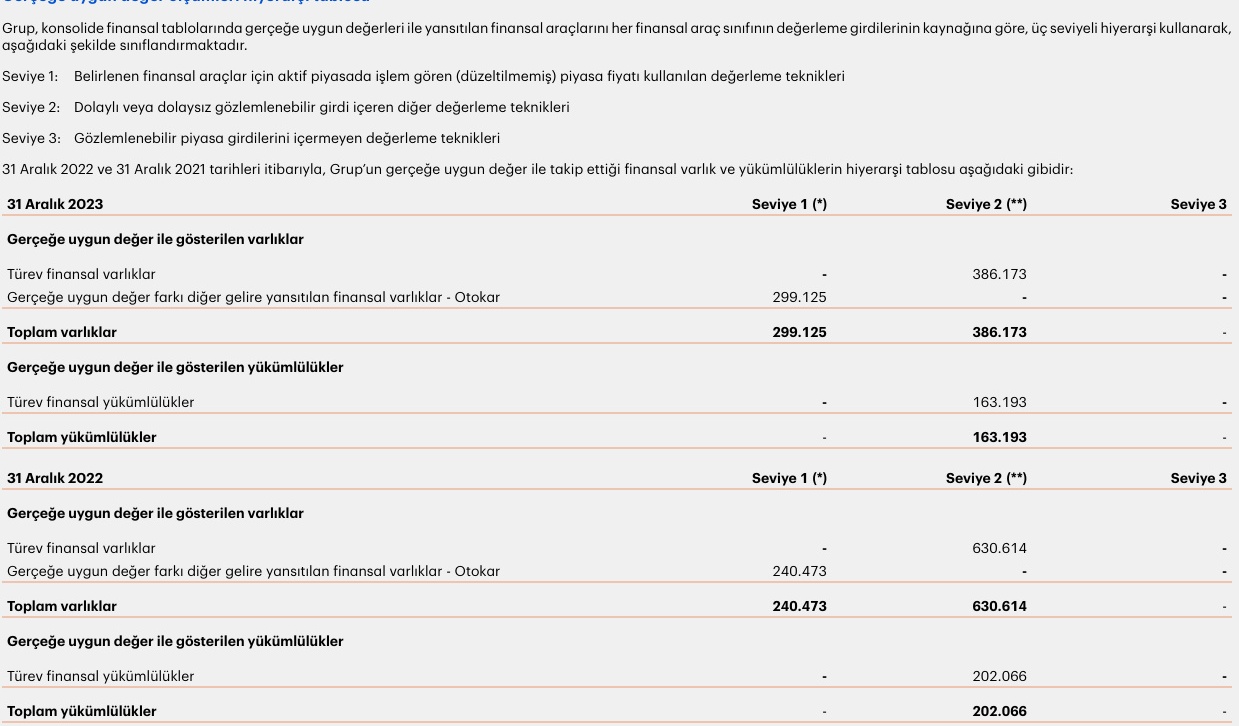 Gerçeğe uygun değer ölçümleri hiyerarşi tablosu
Grup, konsolide finansal tablolarında gerçeğe uygun değerleri ile yansıtılan finansal araçlarını her finansal araç sınıfının değerleme girdilerinin kaynağına göre, üç seviyeli hiyerarşi kullanarak,
aşağıdaki şekilde sınıflandırmaktadır.
Seviye 1: Belirlenen finansal araçlar için aktif piyasada işlem gören (düzeltilmemiş) piyasa fiyatı kullanılan değerleme teknikleri
Seviye 2: Dolaylı veya dolaysız gözlemlenebilir girdi içeren diğer değerleme teknikleri
Seviye 3: Gözlemlenebilir piyasa girdilerini içermeyen değerleme teknikleri
31 Aralık 2022 ve 31 Aralık 2021 tarihleri itibarıyla, Grup’un gerçeğe uygun değer ile takip ettiği finansal varlık ve yükümlülüklerin hiyerarşi tablosu aşağıdaki gibidir:
31 Aralık 2023 Seviye 1 (*) Seviye 2 (**) Seviye 3
Gerçeğe uygun değer ile gösterilen varlıklar
Türev finansal varlıklar - 386.173 -
Gerçeğe uygun değer farkı diğer gelire yansıtılan finansal varlıklar - Otokar 299.125 - -
Toplam varlıklar 299.125 386.173 -
Gerçeğe uygun değer ile gösterilen yükümlülükler
Türev finansal yükümlülükler - 163.193 -
Toplam yükümlülükler - 163.193 -
31 Aralık 2022 Seviye 1 (*) Seviye 2 (**) Seviye 3
Gerçeğe uygun değer ile gösterilen varlıklar
Türev finansal varlıklar - 630.614 -
Gerçeğe uygun değer farkı diğer gelire yansıtılan finansal varlıklar - Otokar 240.473 - -
Toplam varlıklar 240.473 630.614 -
Gerçeğe uygun değer ile gösterilen yükümlülükler
Türev finansal yükümlülükler - 202.066 -
Toplam yükümlülükler - 202.066 -